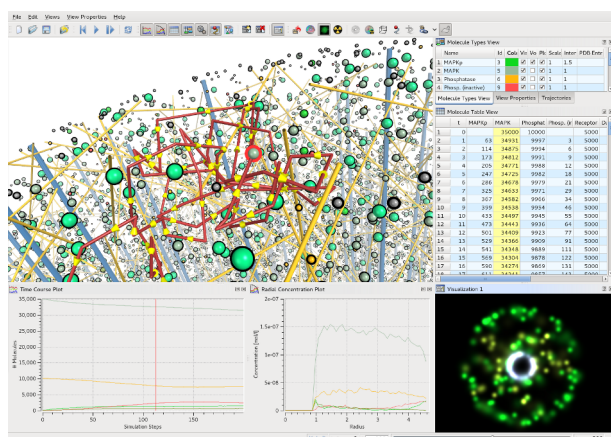 File Edit Views View Properties Help
Molecule Types View
Name Id Col Vis Vo Pic Scale Inter PDB Entr
1 MAPKp 3 1 1.5
2 MAPK 5 1 1
3 Phosphatase 6 1 1
4 Phosp. (inactive) 9 1 1
Molecule Types View View Properties Trajectories
Molecule Table View
t MAPKp MAPK Phosphat Phosp. (ir Receptor
1 0 35000 10000 5000
2 1 63 34931 9997 3 5000
3 2 114 34875 9994 6 5000
4 3 173 34812 9991 9 5000
5 4 205 34771 9988 12 5000
6 5 247 34725 9982 18 5000
7 6 286 34678 9979 21 5000
8 7 325 34633 9971 29 5000
9 8 367 34582 9966 34 5000
10 9 399 34538 9954 46 5000
11 10 433 34497 9945 55 5000
12 11 473 34443 9936 64 5000
13 12 501 34409 9923 77 5000
14 13 529 34366 9909 91 5000
15 14 541 34348 9889 111 5000
16 15 569 34304 9878 122 5000
17 16 590 34274 9869 131 5000
Time Course Plot
35,000
30,000
25,000
20,000
15,000
10,000
5,000
0
# Molecules
0 50 100 150
Simulation Steps
Radial Concentration Plot
2e-07
1.5e-07
1e-07
5e-08
0
Concentration [mol/l]
0 1 2 3 4
Radius
Visualization 1